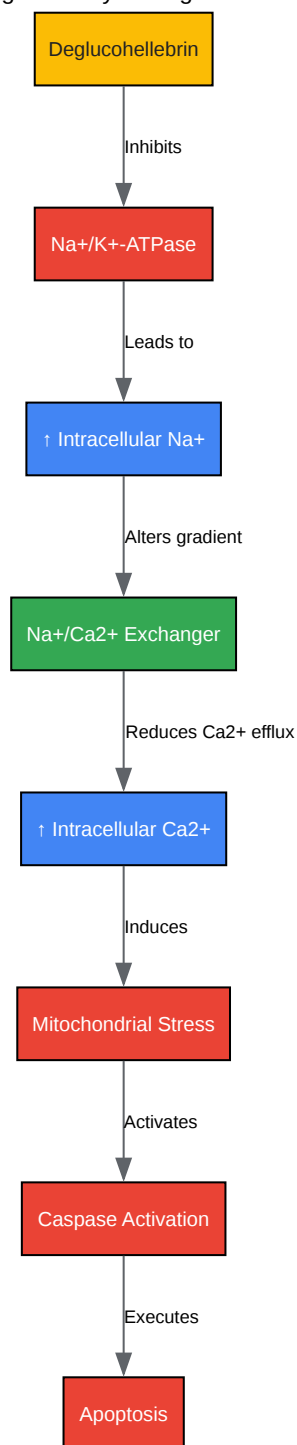 Deglucohellebrin
Inhibits
Na+/K+-ATPase
Leads to
↑ Intracellular Na+
Alters gradient
Na+/Ca2+ Exchanger
Reduces Ca2+ efflux
↑ Intracellular Ca2+
Induces
Mitochondrial Stress
Activates
Caspase Activation
Executes
Apoptosis